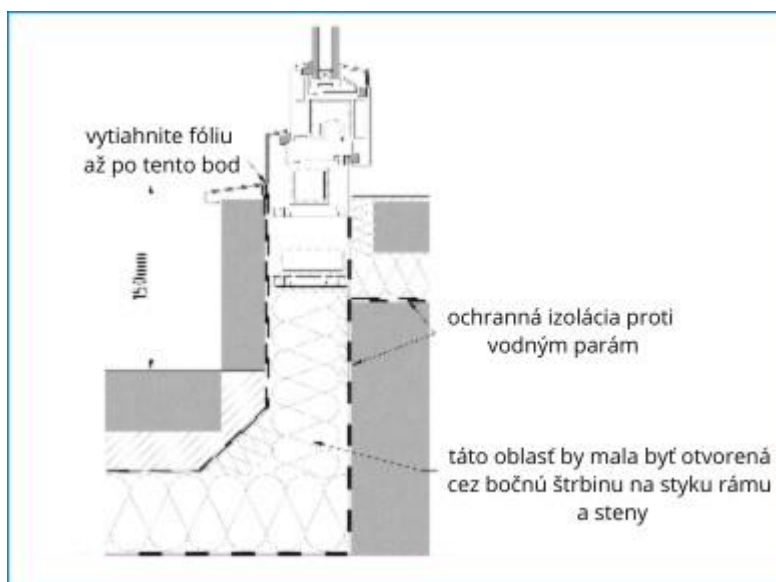 vytiahnite fóliu
až po tento bod
150mm
ochranná izolácia proti
vodným parám
táto oblasť by mala byť otvorená
cez bočnú štrbinu na styku rámu
a steny